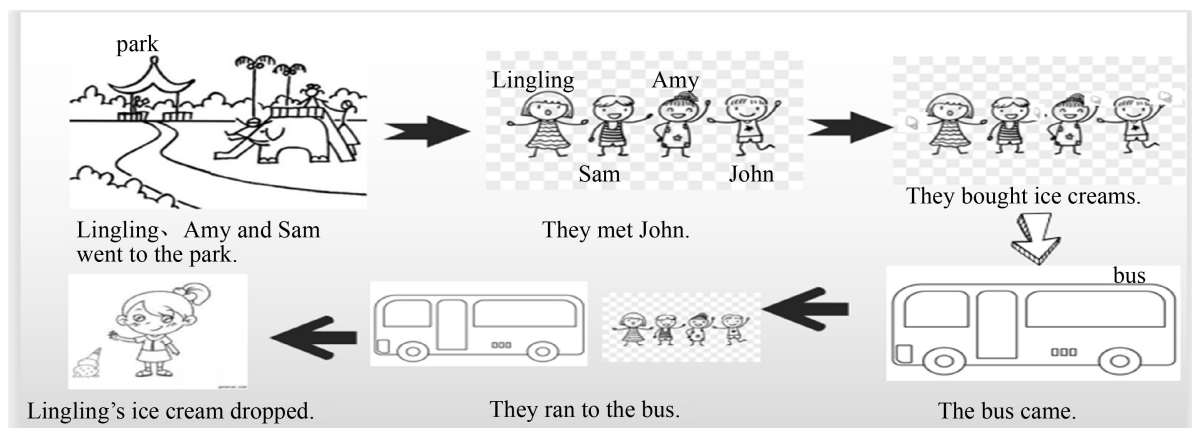 park
Lingling、 Amy and Sam
went to the park.
Lingling
Amy
Sam
John
They met John.
They bought ice creams.
bus
The bus came.
They ran to the bus.
Lingling's ice cream dropped.